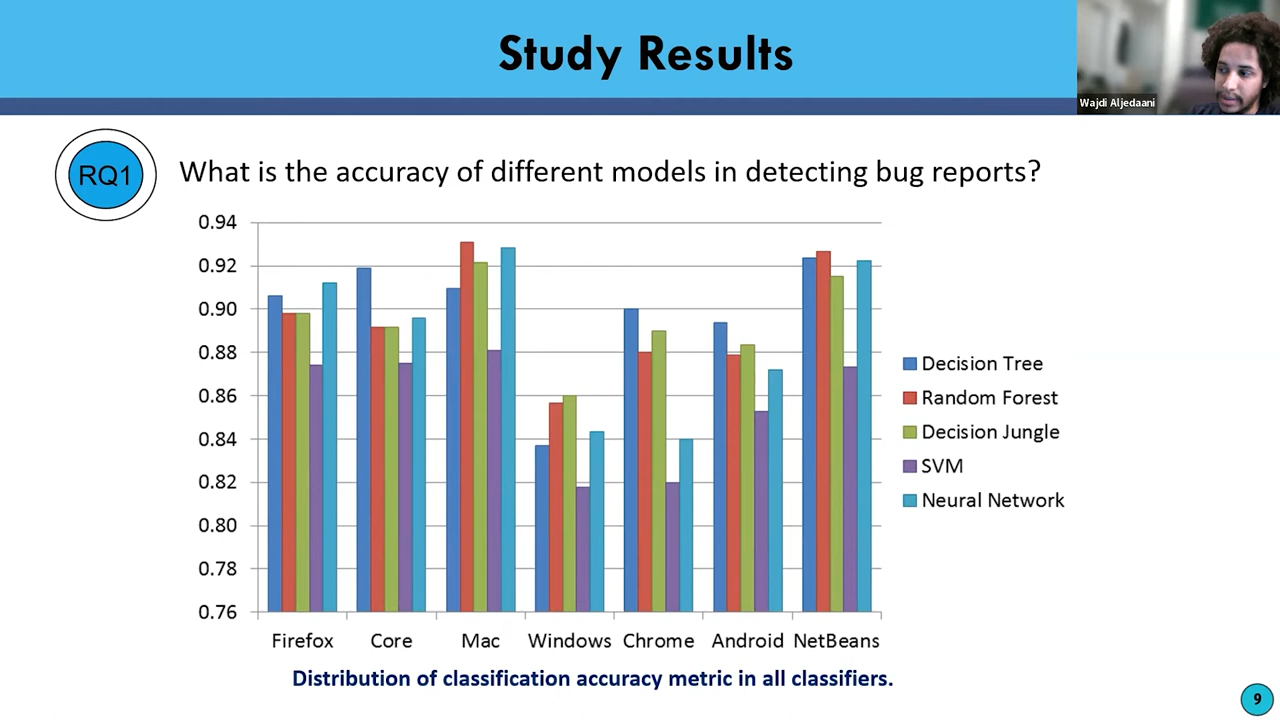 Study Results
Wajdi Aljedaani
RQ1
What is the accuracy of different models in detecting bug reports?
0.94
0.92
0.90
0.88
0.86
0.84
0.82
0.80
0.78
0.76
Firefox Core Mac Windows Chrome Android NetBeans
Decision Tree
Random Forest
Decision Jungle
SVM
Neural Network
Distribution of classification accuracy metric in all classifiers.
9